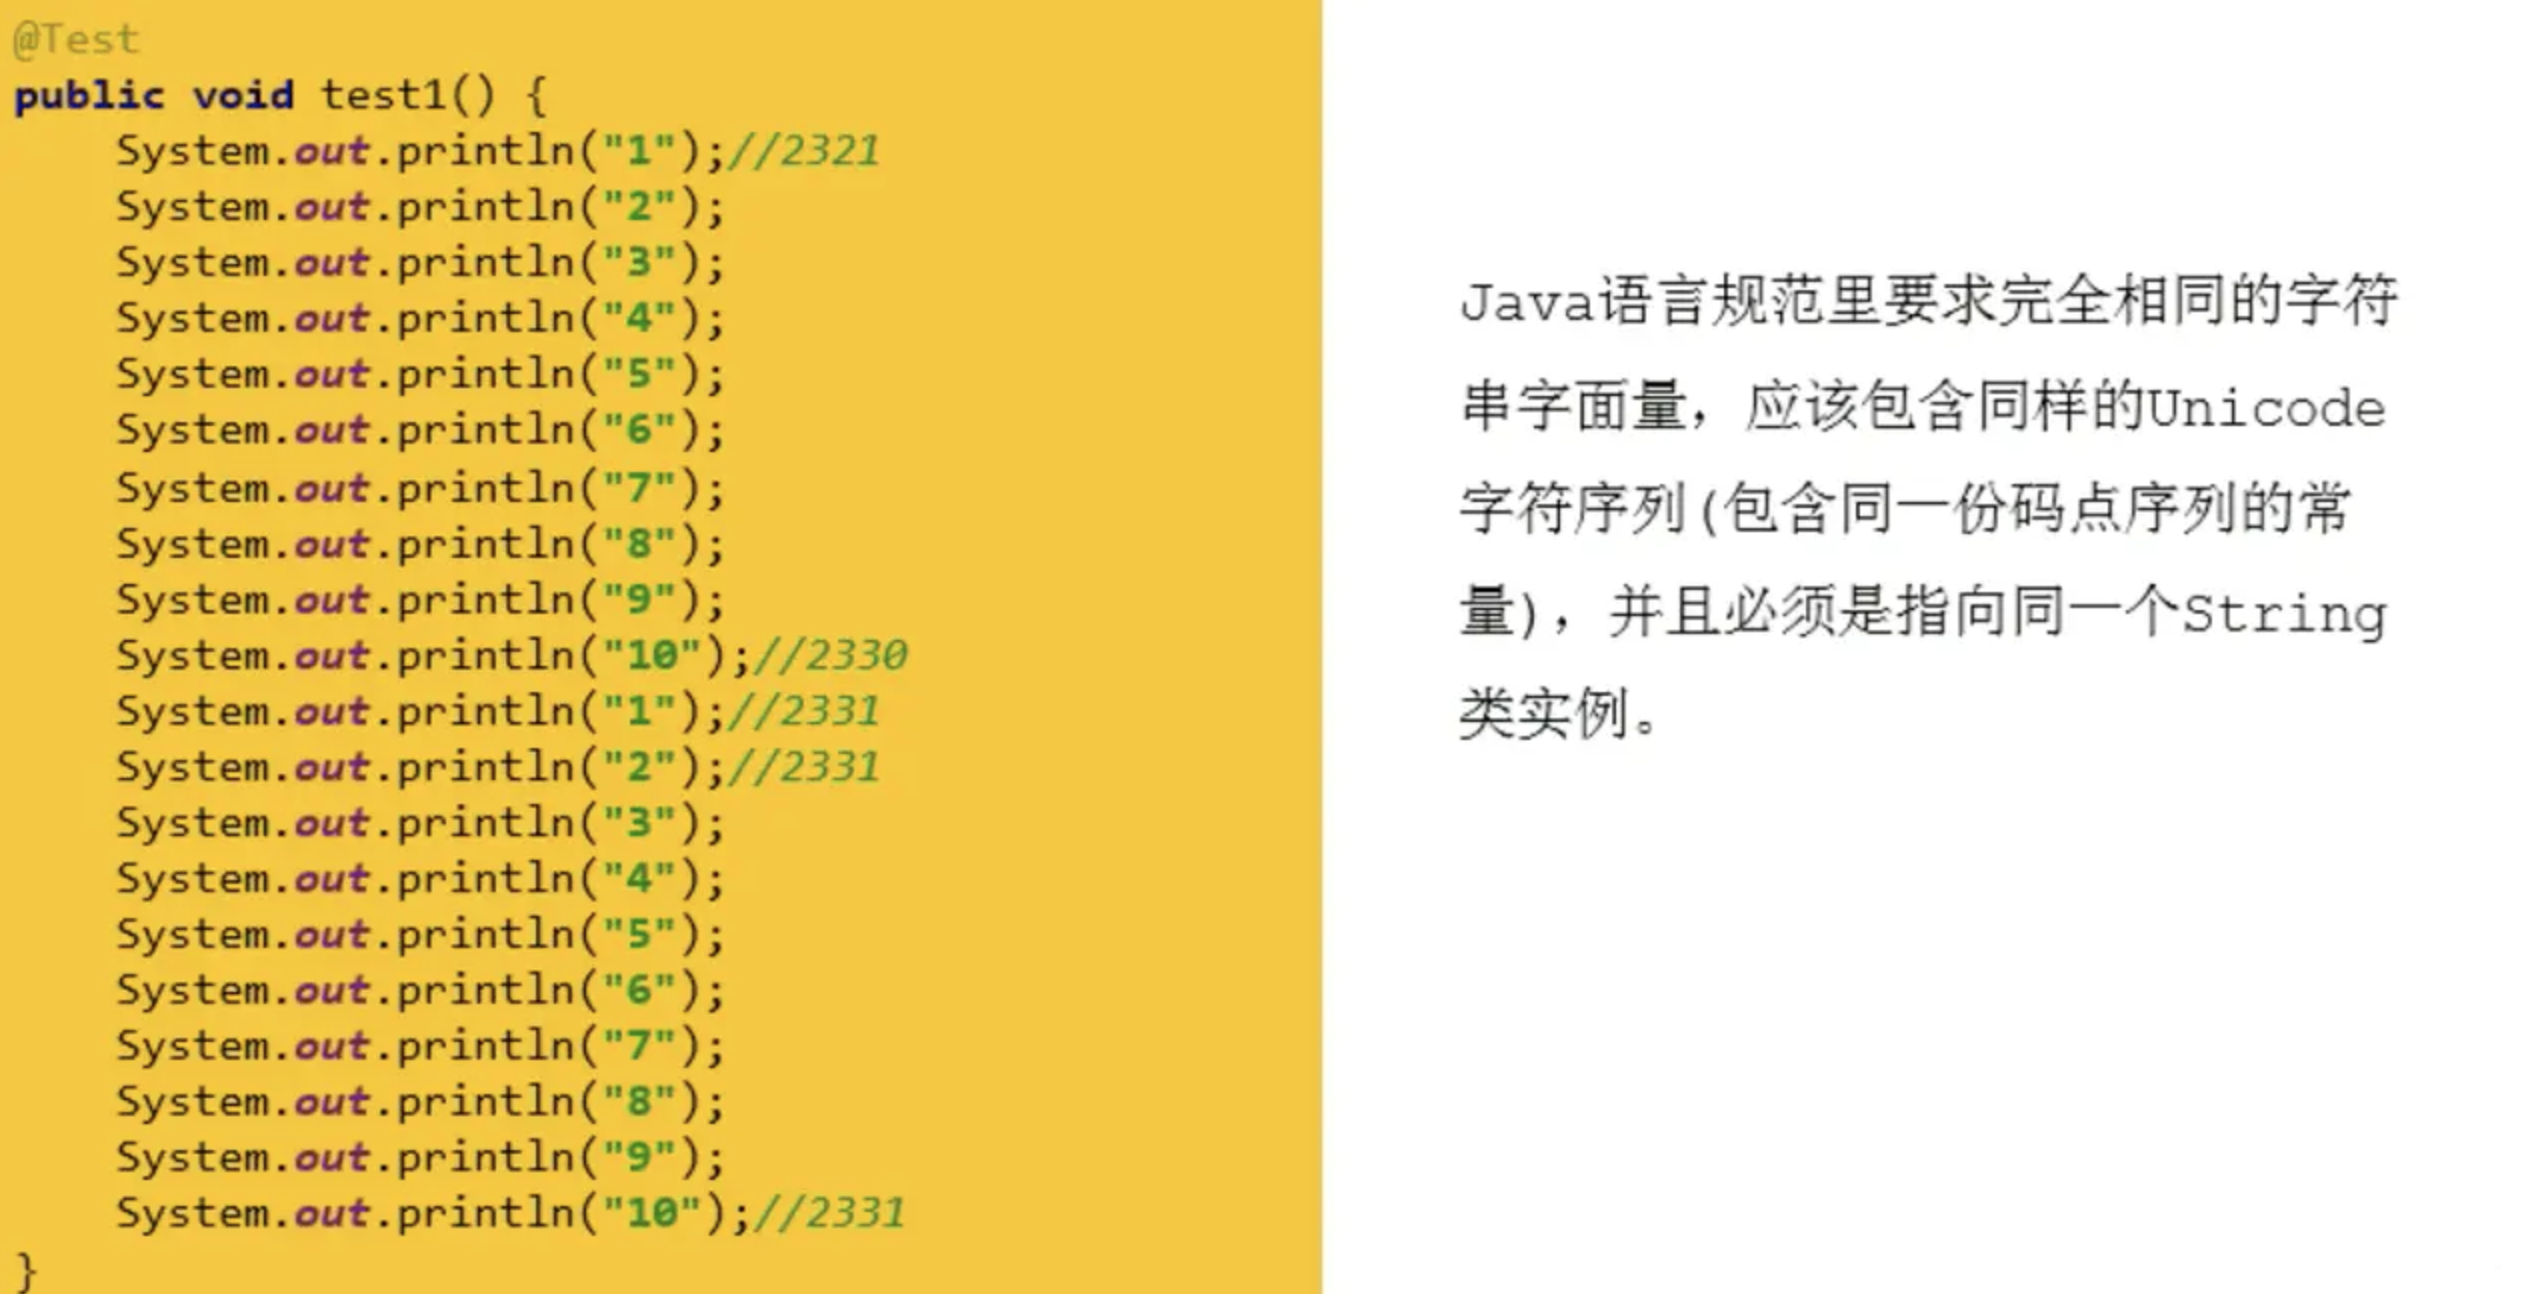 @Test
public void test1() {
System.out.println("1");//2321
System.out.println("2");
System.out.println("3");
System.out.println("4");
System.out.println("5");
System.out.println("6");
System.out.println("7");
System.out.println("8");
System.out.println("9");
System.out.println("10");//2330
System.out.println("1");//2331
System.out.println("2");//2331
System.out.println("3");
System.out.println("4");
System.out.println("5");
System.out.println("6");
System.out.println("7");
System.out.println("8");
System.out.println("9");
System.out.println("10");//2331
}
Java语言规范里要求完全相同的字符
串字面量，应该包含同样的Unicode
字符序列(包含同一份码点序列的常
量)，并且必须是指向同一个String
类实例。